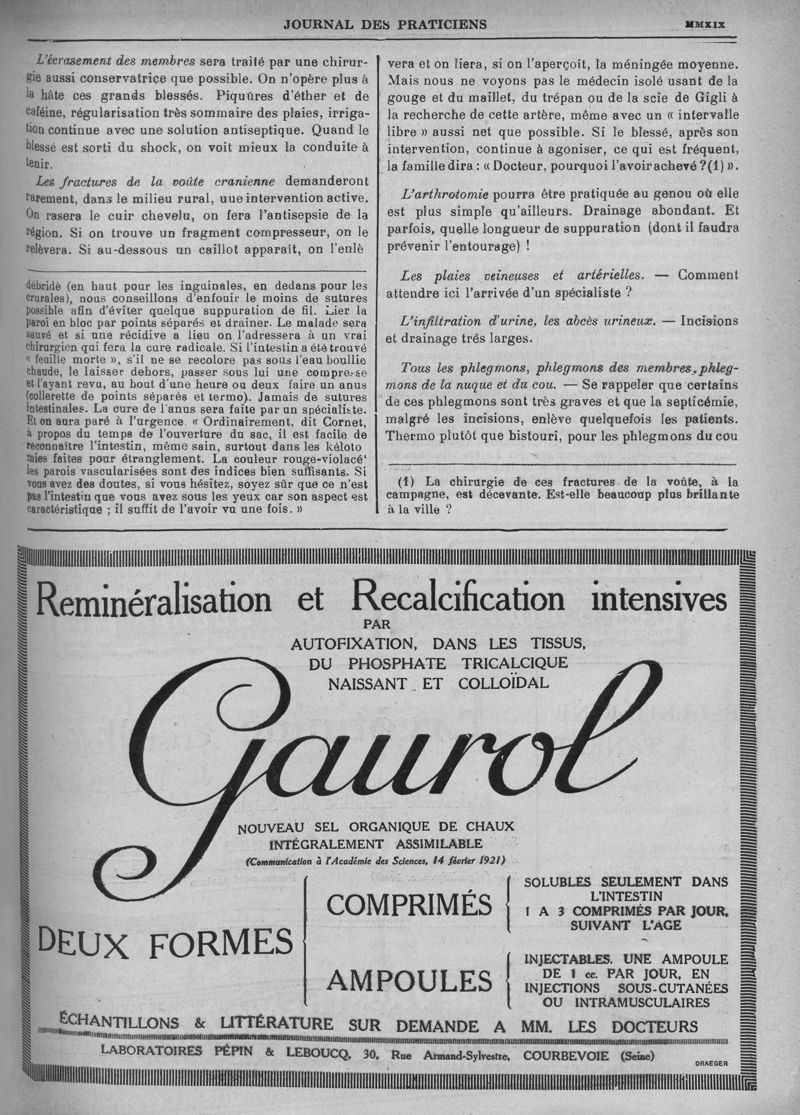 JOURNAL DES PRATICIENS
MMXIX
L'écrasement des membres sera traité par une chirur-
gie aussi conservatrice que possible. On n'opère plus à
la hâte ces grands blessés. Piqûres d'éther et de
caféine, régularisation très sommaire des plaies, irriga-
tion continue avec une solution antiseptique. Quand le
blessé est sorti du shock, on voit mieux la conduite à
tenir.
Les fractures de la voûte cranienne demanderont
rarement, dans le milieu rural, une intervention active.
On rasera le cuir chevelu, on fera l'antisepsie de la
région. Si on trouve un fragment compresseur, on le
relèvera. Si au-dessous un caillot apparaît, on l'enlè
débridé (en haut pour les inguinales, en dedans pour les
crurales), nous conseillons d'enfouir le moins de sutures
possible afin d'éviter quelque suppuration de fil. Lier la
paroi en bloc par points séparés et drainer. Le malade sera
sauvé et si une récidive a lieu on l'adressera à un vrai
chirurgien qui fera la cure radicale. Si l'intestin a été trouvé
« feuille morte », s'il ne se recolore pas sous l'eau bouillie
chaude, le laisser dehors, passer sous lui une compresse
et l'ayant revu, au bout d'une heure ou deux faire un anus
(collerette de points séparés et termo). Jamais de sutures
intestinales. La cure de l'anus sera faite par un spécialiste.
Et on aura paré à l'urgence. « Ordinairement, dit Cornet,
à propos du temps de l'ouverture du sac, il est facile de
reconnaître l'intestin, même sain, surtout dans les kéloto
mies faites pour étranglement. La couleur rouge-violacé'
les parois vascularisées sont des indices bien suffisants. Si
vous avez des doutes, si vous hésitez, soyez sûr que ce n'est
pas l'intestin que vous avez sous les yeux car son aspect est
caractéristique ; il suffit de l'avoir vu une fois. »
vera et on liera, si on l'aperçoit, la méningée moyenne.
Mais nous ne voyons pas le médecin isolé usant de la
gouge et du maillet, du trépan ou de la scie de Gigli à
la recherche de cette artère, même avec un « intervalle
libre » aussi net que possible. Si le blessé, après son
intervention, continue à agoniser, ce qui est fréquent,
la famille dira : « Docteur, pourquoi l'avoir achevé ?(1) ».
L'arthrotomie pourra être pratiquée au genou où elle
est plus simple qu'ailleurs. Drainage abondant. Et
parfois, quelle longueur de suppuration (dont il faudra
prévenir l'entourage) !
Les plaies veineuses et artérielles. — Comment
attendre ici l'arrivée d'un spécialiste ?
L'infiltration d'urine, les abcès urineux. — Incisions
et drainage trés larges.
Tous les phlegmons, phlegmons des membres, phleg-
mons de la nuque et du cou. — Se rappeler que certains
de ces phlegmons sont très graves et que la septicémie,
malgré les incisions, enlève quelquefois les patients.
Thermo plutôt que bistouri, pour les phlegmons du cou
(1) La chirurgie de ces fractures de la voûte, à la
campagne, est décevante. Est-elle beaucoup plus brillante
à la ville ?
Reminéralisation et Recalcification intensives
PAR
AUTOFIXATION, DANS LES TISSUS,
DU PHOSPHATE TRICALCIQUE
NAISSANT ET COLLOÏDAL
Gaurol
NOUVEAU SEL ORGANIQUE DE CHAUX
INTÉGRALEMENT ASSIMILABLE
(Communication à l'Académie des Sciences, 14 février 1921)
DEUX FORMES
COMPRIMÉS
SOLUBLES SEULEMENT DANS
L'INTESTIN
1 A 3 COMPRIMÉS PAR JOUR,
SUIVANT L'AGE
AMPOULES
INJECTABLES. UNE AMPOULE
DE 1 cc. PAR JOUR, EN
INJECTIONS SOUS-CUTANÉES
OU INTRAMUSCULAIRES
ÉCHANTILLONS & LITTÉRATURE SUR DEMANDE A MM. LES DOCTEURS
LABORATOIRES PÉPIN & LEBOUCQ, 30, Rue Armand-Sylvestre, COURBEVOIE (Seine)
DRAEGER